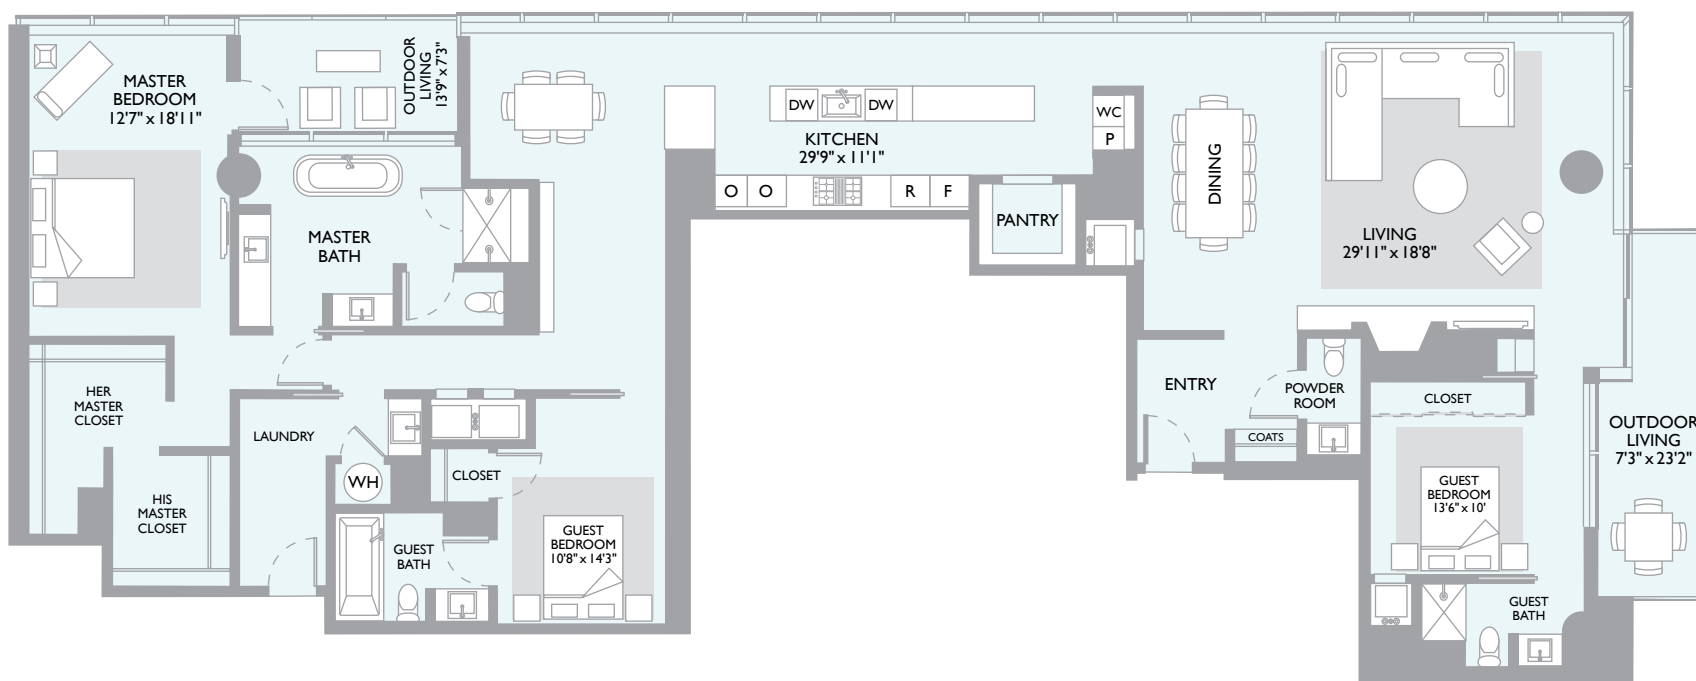 MASTER
BEDROOM
12'7" x 18'11"
OUTDOOR
LIVING
13'9" x 7'3"
MASTER
BATH
HER
MASTER
CLOSET
HIS
MASTER
CLOSET
LAUNDRY
WH
CLOSET
GUEST
BATH
GUEST
BEDROOM
10'8" x 14'3"
DW
DW
KITCHEN
29'9" x 11'1"
O
O
R
F
WC
P
PANTRY
DINING
LIVING
29'11" x 18'8"
ENTRY
POWDER
ROOM
COATS
CLOSET
GUEST
BEDROOM
13'6" x 10'
GUEST
BATH
OUTDOOR
LIVING
7'3" x 23'2"